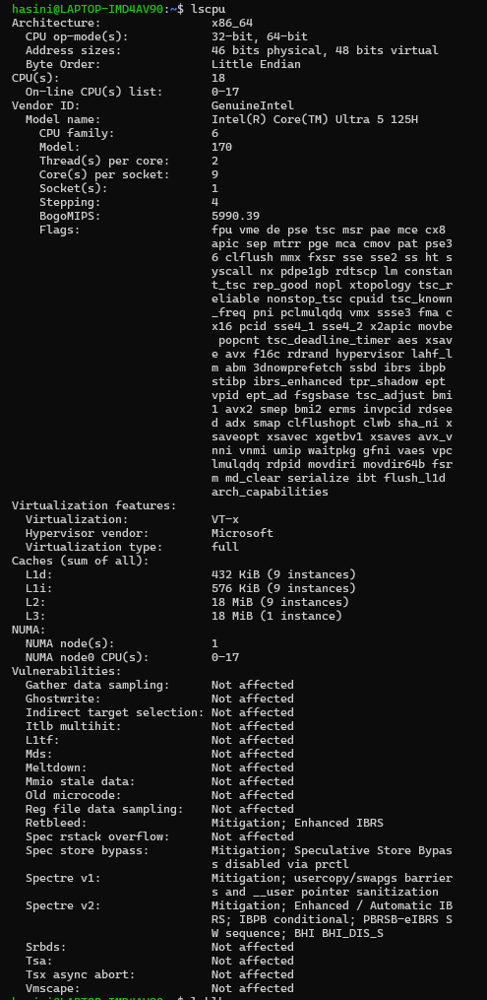 hasini@LAPTOP-IMD4AV90:~$ lscpu
Architecture: x86_64
CPU op-mode(s): 32-bit, 64-bit
Address sizes: 46 bits physical, 48 bits virtual
Byte Order: Little Endian
CPU(s): 18
On-line CPU(s) list: 0-17
Vendor ID: GenuineIntel
Model name: Intel(R) Core(TM) Ultra 5 125H
CPU family: 6
Model: 170
Thread(s) per core: 2
Core(s) per socket: 9
Socket(s): 1
Stepping: 4
BogoMIPS: 5990.39
Flags: fpu vme de pse tsc msr pae mce cx8
apic sep mtrr pge mca cmov pat pse3
6 clflush mmx fxsr sse sse2 ss ht s
yscall nx pdpe1gb rdtscp lm constan
t_tsc rep_good nopl xtopology tsc_r
eliable nonstop_tsc cpuid tsc_known
_freq pni pclmulqdq vmx ssse3 fma c
x16 pcid sse4_1 sse4_2 x2apic movbe
popcnt tsc_deadline_timer aes xsav
e avx f16c rdrand hypervisor lahf_l
m abm 3dnowprefetch ssbd ibrs ibpb
stibp ibrs_enhanced tpr_shadow ept
vpid ept_ad fsgsbase tsc_adjust bmi
1 avx2 smep bmi2 erms invpcid rdsee
d adx smap clflushopt clwb sha_ni x
saveopt xsavec xgetbv1 xsaves avx_v
nni vnmi umip waitpkg gfni vaes vpc
lmulqdq rdpid movdiri movdir64b fsr
m md_clear serialize ibt flush_l1d
arch_capabilities
Virtualization features:
Virtualization: VT-x
Hypervisor vendor: Microsoft
Virtualization type: full
Caches (sum of all):
L1d: 432 KiB (9 instances)
L1i: 576 KiB (9 instances)
L2: 18 MiB (9 instances)
L3: 18 MiB (1 instance)
NUMA:
NUMA node(s): 1
NUMA node0 CPU(s): 0-17
Vulnerabilities:
Gather data sampling: Not affected
Ghostwrite: Not affected
Indirect target selection: Not affected
Itlb multihit: Not affected
L1tf: Not affected
Mds: Not affected
Meltdown: Not affected
Mmio stale data: Not affected
Old microcode: Not affected
Reg file data sampling: Not affected
Retbleed: Mitigation; Enhanced IBRS
Spec rstack overflow: Not affected
Spec store bypass: Mitigation; Speculative Store Bypas
s disabled via prctl
Spectre v1: Mitigation; usercopy/swapgs barrier
s and __user pointer sanitization
Spectre v2: Mitigation; Enhanced / Automatic IB
RS; IBPB conditional; PBRSB-eIBRS S
W sequence; BHI BHI_DIS_S
Srbds: Not affected
Tsa: Not affected
Tsx async abort: Not affected
Vmscape: Not affected
hasini@LAPTOP-IMD4AV90:~$